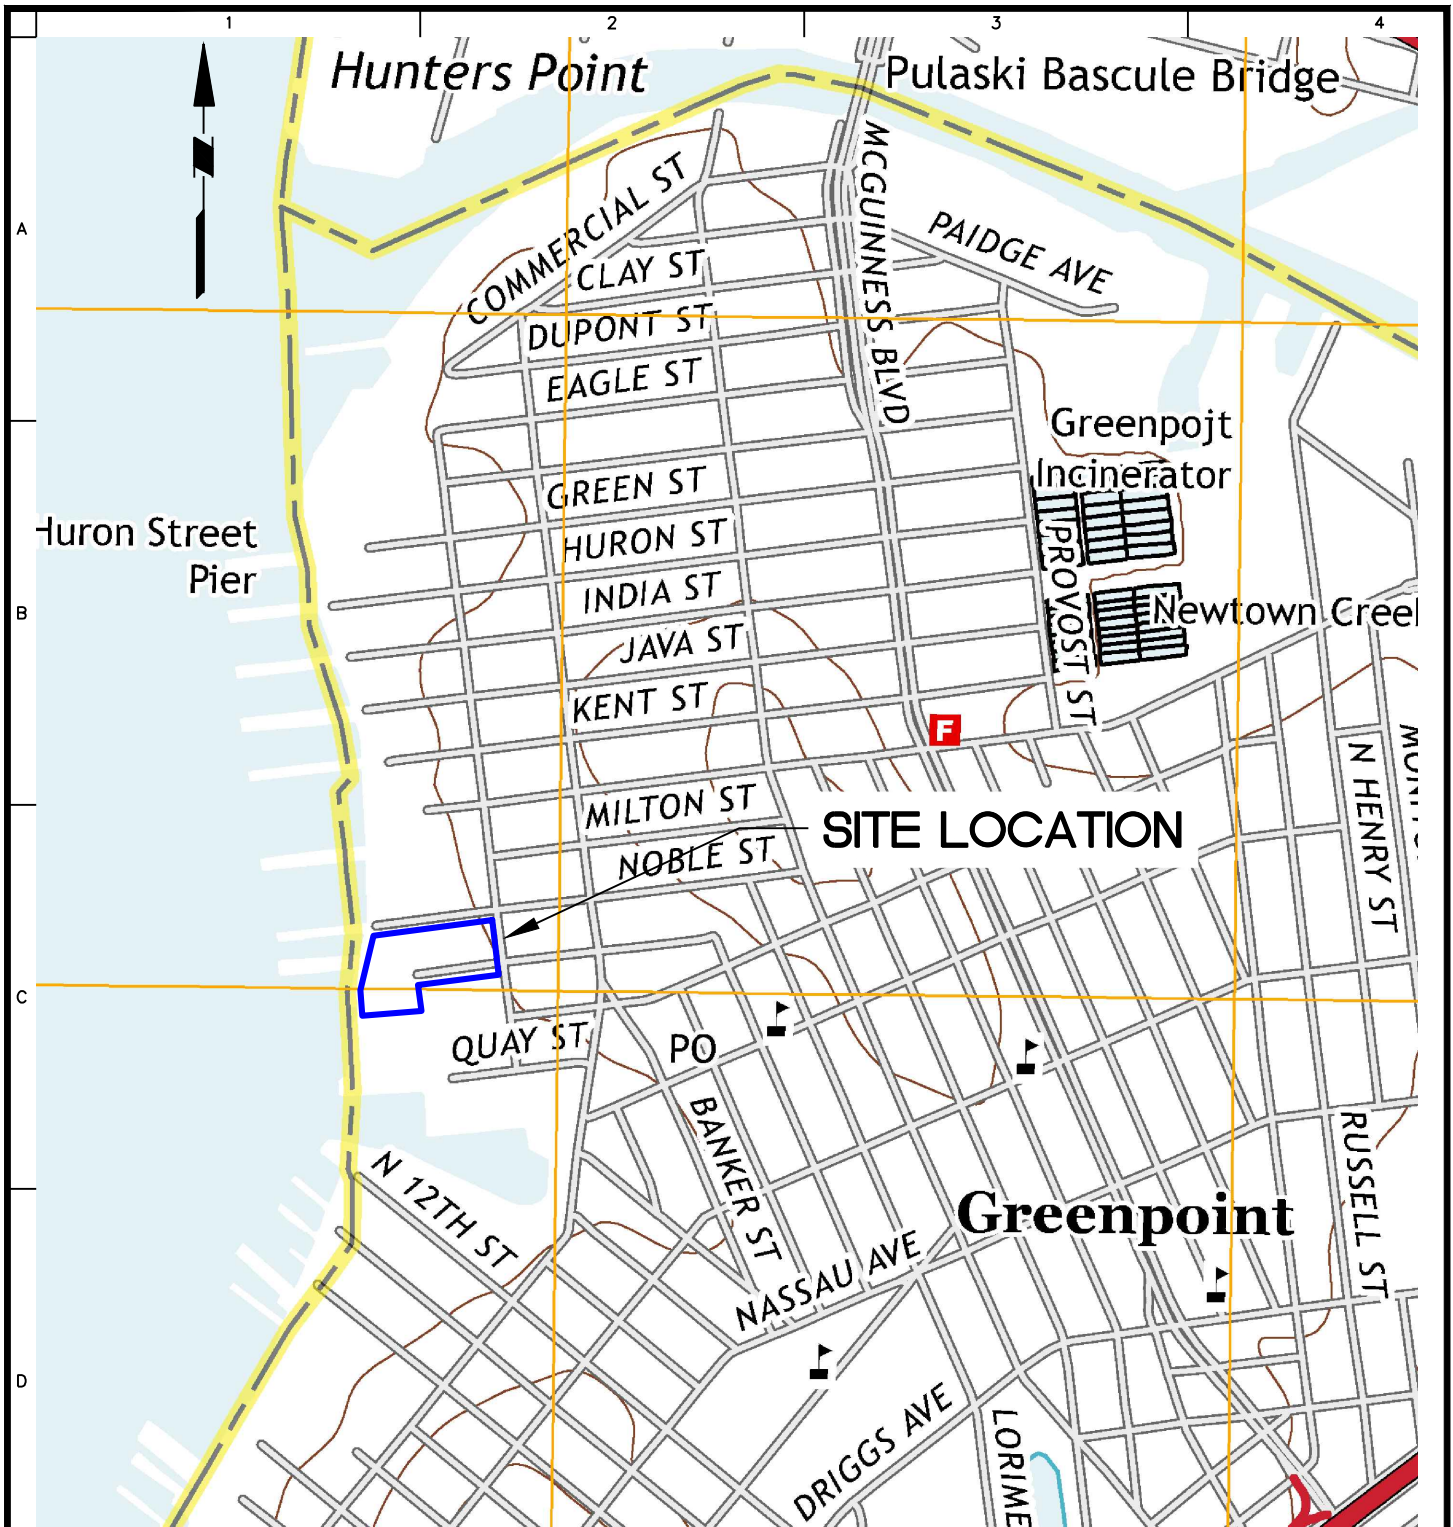 1
2
3
4
Hunters Point
Pulaski Bascule Bridge
A
COMMERCIAL ST
MCGUINNESS BLVD
PAIDGE AVE
CLAY ST
DUPONT ST
EAGLE ST
Greenpojt
Incinerator
GREEN ST
Huron Street
Pier
HURON ST
PROVOST ST
INDIA ST
B
Newtown Creek
JAVA ST
KENT ST
F
N HENRY ST
MILTON ST
SITE LOCATION
NOBLE ST
C
QUAY ST
PO
BANKER ST
RUSSELL ST
N 12TH ST
Greenpoint
NASSAU AVE
D
DRIGGS AVE
LORIME